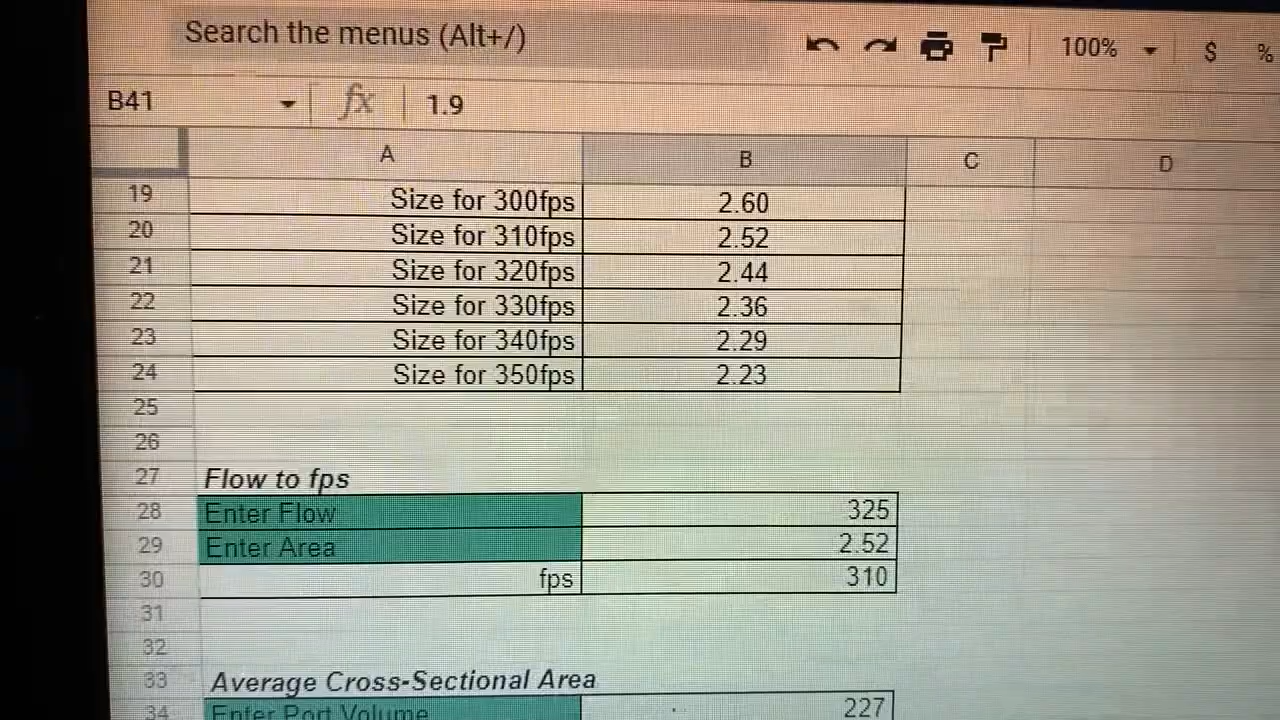 Search the menus (Alt+/) 100% $ %
B41 fx 1.9
A B C D
19 Size for 300fps 2.60
20 Size for 310fps 2.52
21 Size for 320fps 2.44
22 Size for 330fps 2.36
23 Size for 340fps 2.29
24 Size for 350fps 2.23
25
26
27 Flow to fps
28 Enter Flow 325
29 Enter Area 2.52
30 fps 310
31
32
33 Average Cross-Sectional Area
34 Enter Port Volume 227